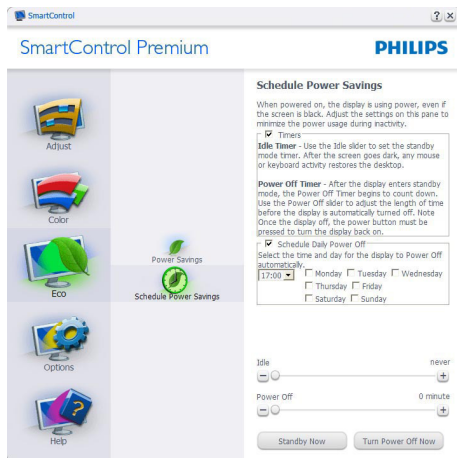 SmartControl
SmartControl Premium
PHILIPS
Adjust
Color
Eco
Options
Help
Power Savings
Schedule Power Savings
Schedule Power Savings
When powered on, the display is using power, even if
the screen is black. Adjust the settings on this pane to
minimize the power usage during inactivity.
Timers
Idle Timer - Use the Idle slider to set the standby
mode timer. After the screen goes dark, any mouse
or keyboard activity restores the desktop.
Power Off Timer - After the display enters standby
mode, the Power Off Timer begins to count down.
Use the Power Off slider to adjust the length of time
before the display is automatically turned off. Note
Once the display off, the power button must be
pressed to turn the display back on.
Schedule Daily Power Off
Select the time and day for the display to Power Off
automatically.
17:00 Monday Tuesday Wednesday
Thursday Friday
Saturday Sunday
Idle never
Power Off 0 minute
Standby Now Turn Power Off Now